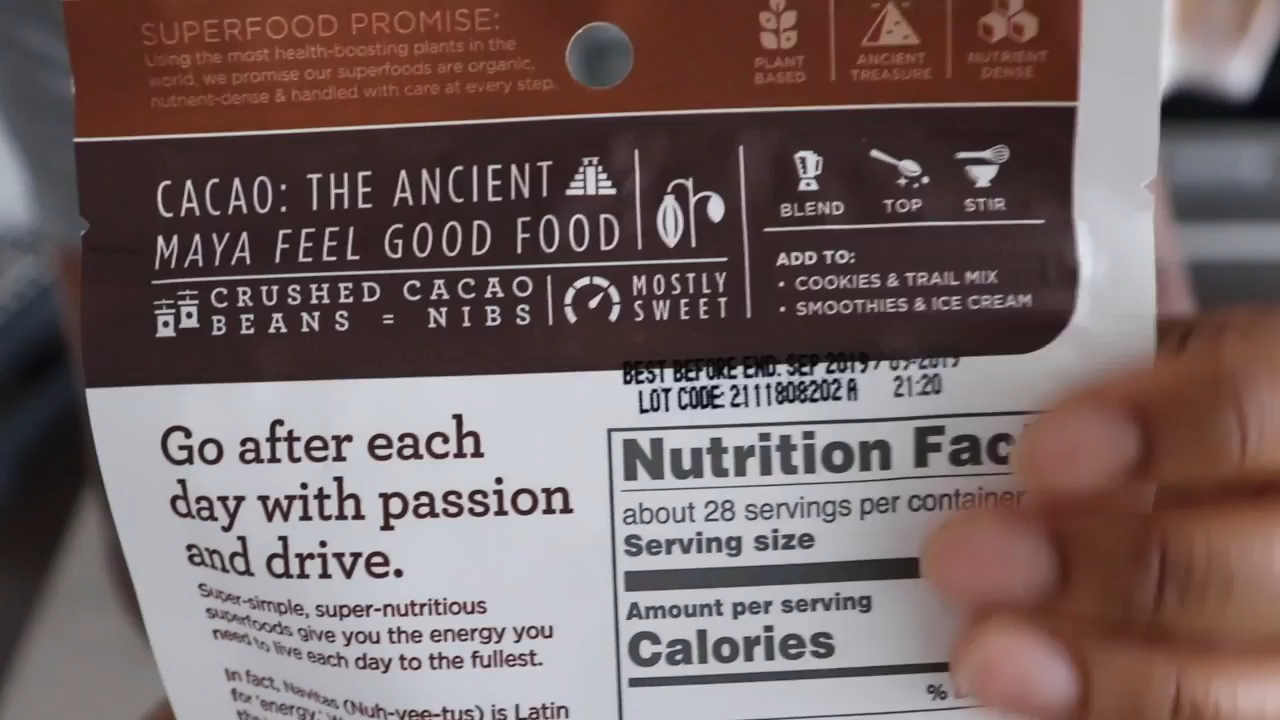 SUPERFOOD PROMISE:
Using the most health-boosting plants in the
world, we promise our superfoods are organic,
nutrient-dense & handled with care at every step.
PLANT
BASED
ANCIENT
TREASURE
NUTRIENT
DENSE
CACAO: THE ANCIENT
MAYA FEEL GOOD FOOD
CRUSHED CACAO
BEANS = NIBS
MOSTLY
SWEET
BLEND
TOP
STIR
ADD TO:
• COOKIES & TRAIL MIX
• SMOOTHIES & ICE CREAM
BEST BEFORE END: SEP 2019 / 09-2019
LOT CODE: 2111808202 A 21:20
Go after each
day with passion
and drive.
Super-simple, super-nutritious
superfoods give you the energy you
need to live each day to the fullest.
In fact, Navitas (Nuh-vee-tus) is Latin
for 'energy.'
Nutrition Fac
about 28 servings per container
Serving size
Amount per serving
Calories
%